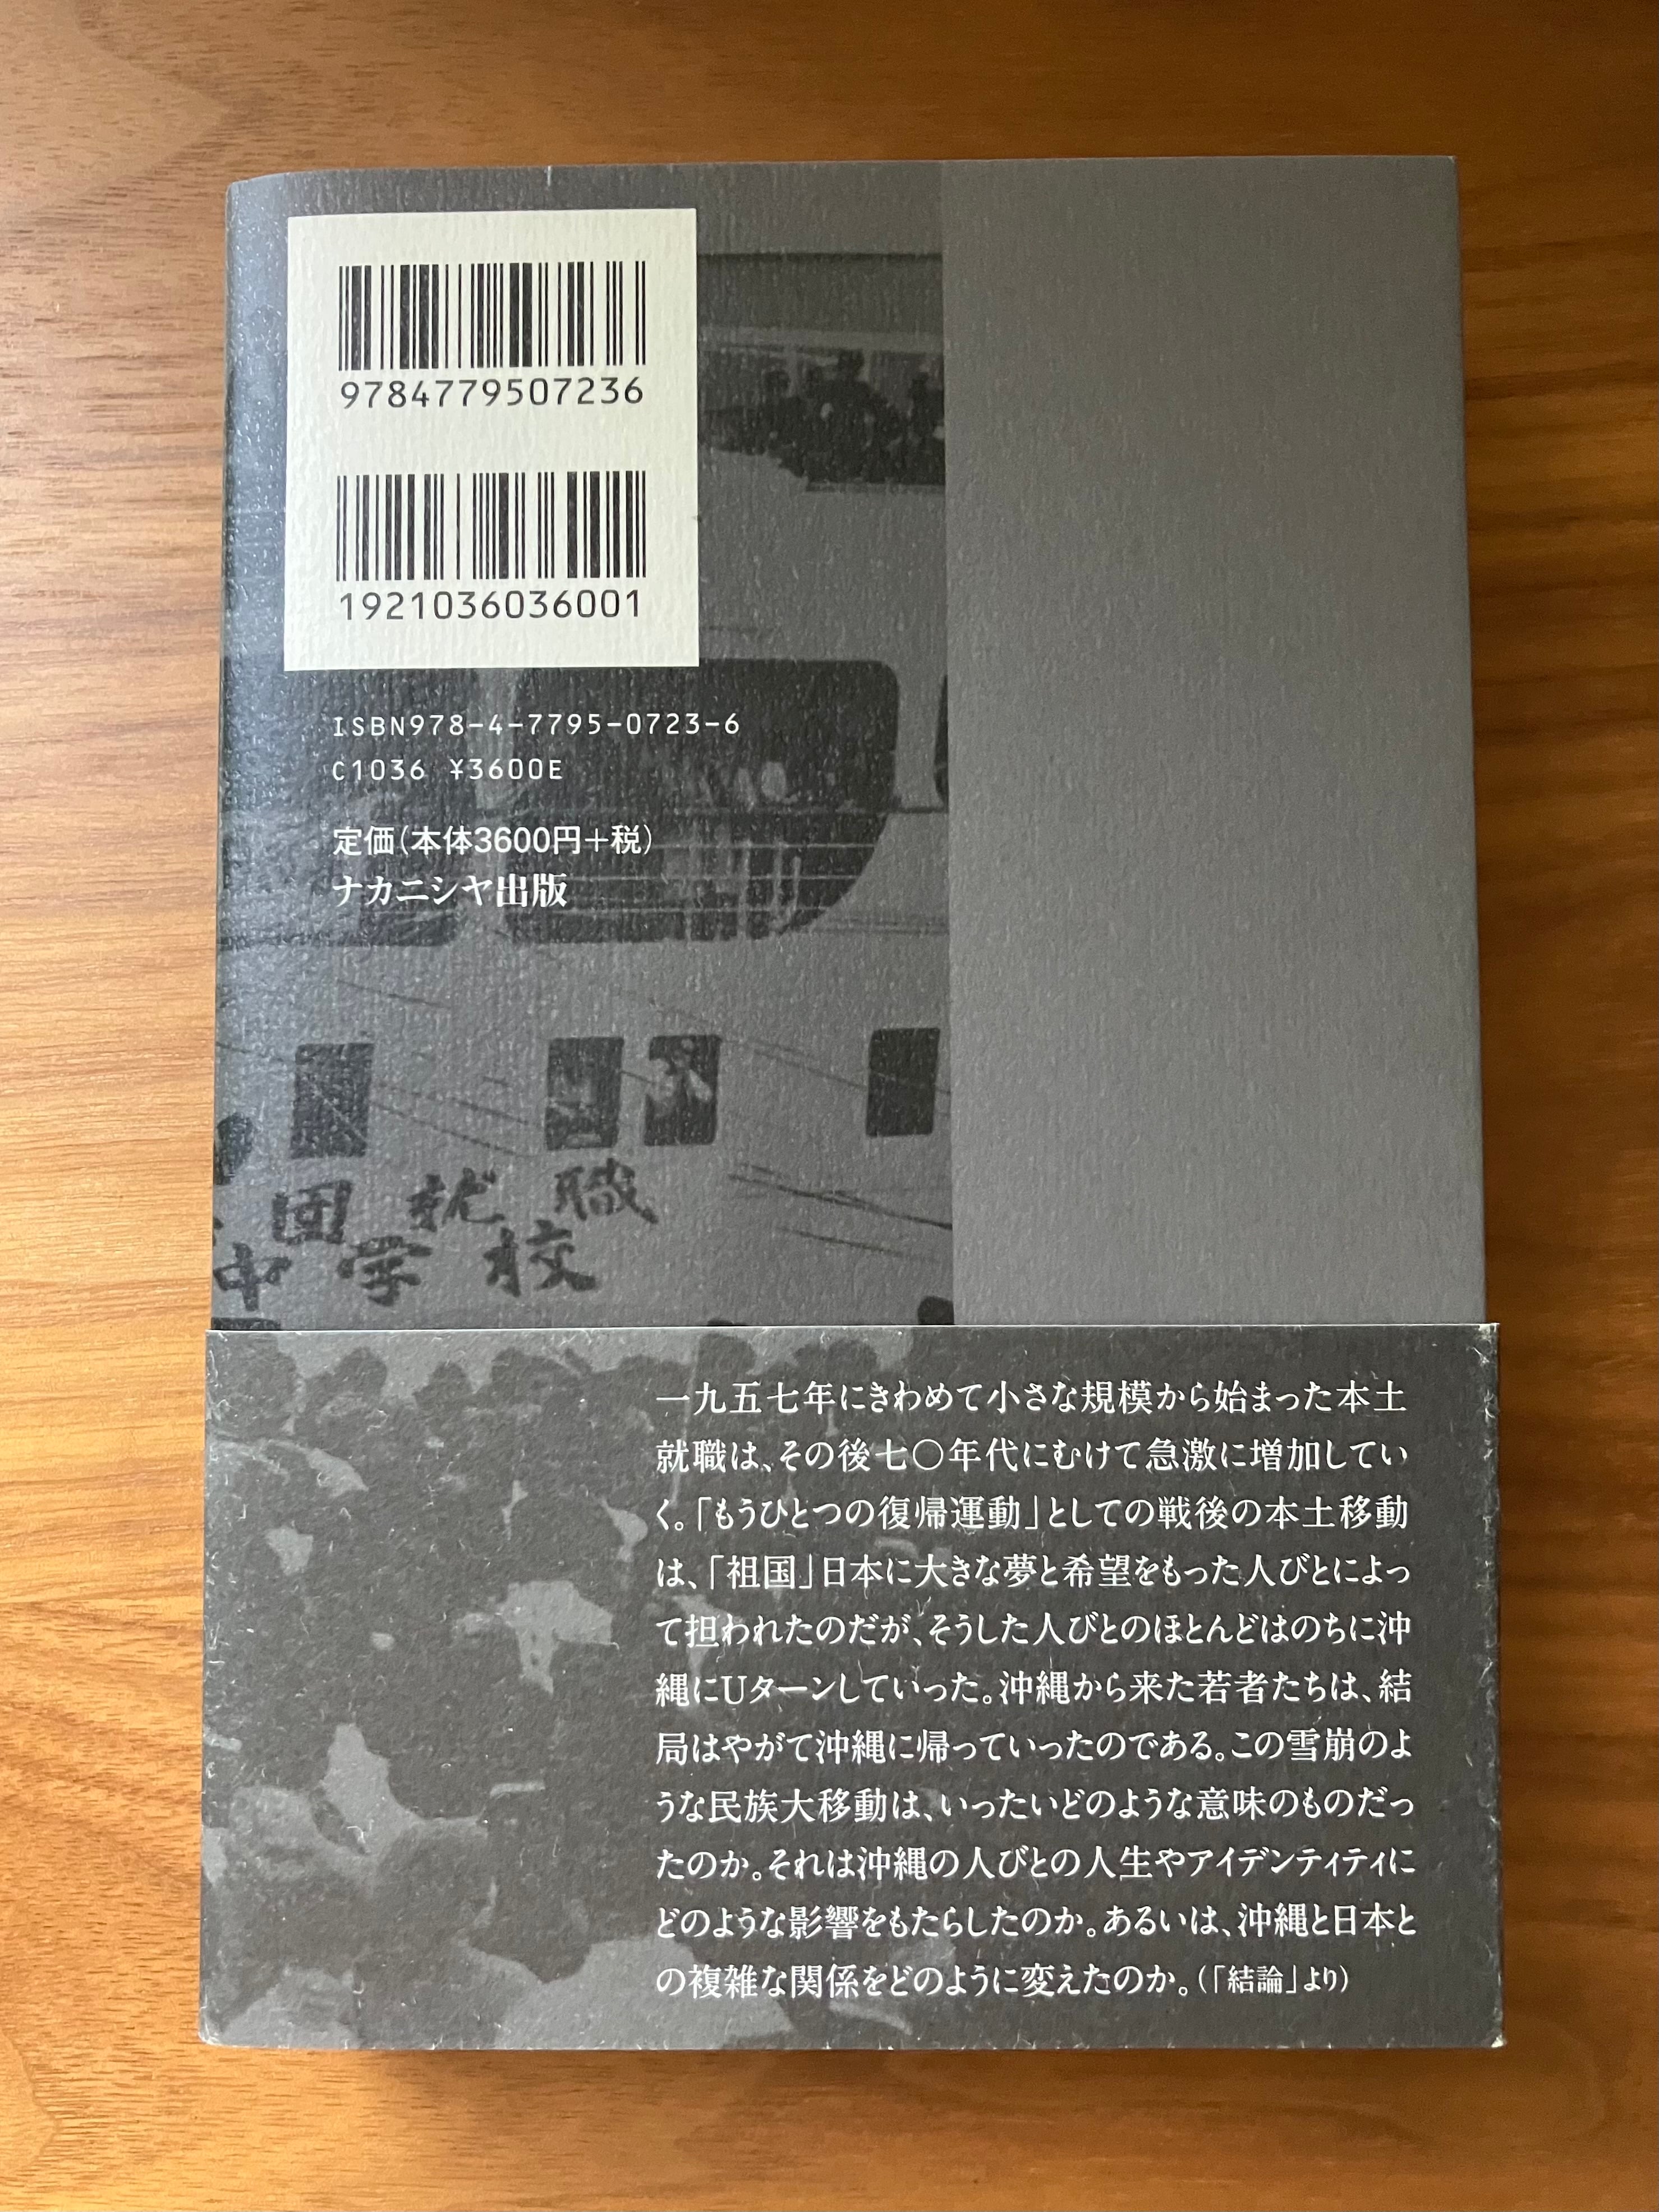 9784779507236
1921036036001
ISBN978-4-7795-0723-6
C1036 ¥3600E
定価(本体3600円+税)
ナカニシヤ出版
団就職
中学校
一九五七年にきわめて小さな規模から始まった本土
就職は、その後七〇年代にむけて急激に増加してい
く。「もうひとつの復帰運動」としての戦後の本土移動
は、「祖国」日本に大きな夢と希望をもった人びとによっ
て担われたのだが、そうした人びとのほとんどはのちに沖
縄にUターンしていった。沖縄から来た若者たちは、結
局はやがて沖縄に帰っていったのである。この雪崩のよ
うな民族大移動は、いったいどのような意味のものだっ
たのか。それは沖縄の人びとの人生やアイデンティティに
どのような影響をもたらしたのか。あるいは、沖縄と日本と
の複雑な関係をどのように変えたのか。(「結論」より)